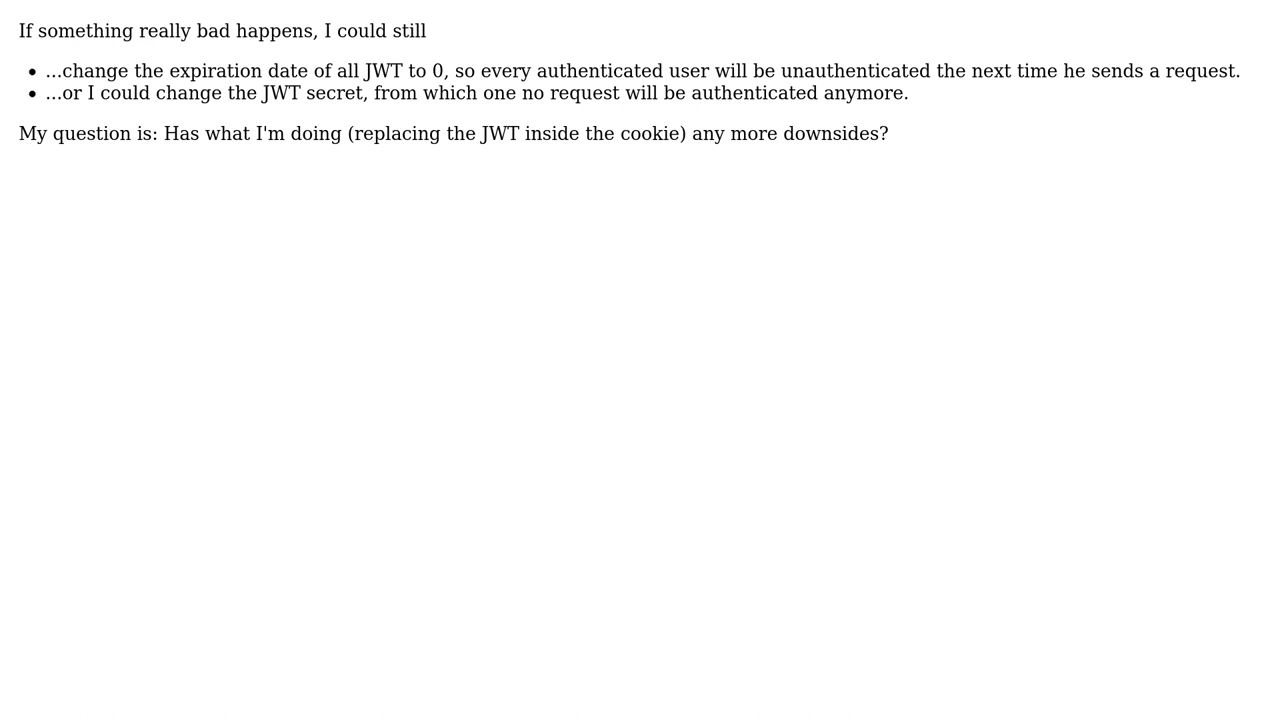 If something really bad happens, I could still
• ...change the expiration date of all JWT to 0, so every authenticated user will be unauthenticated the next time he sends a request.
• ...or I could change the JWT secret, from which one no request will be authenticated anymore.
My question is: Has what I'm doing (replacing the JWT inside the cookie) any more downsides?